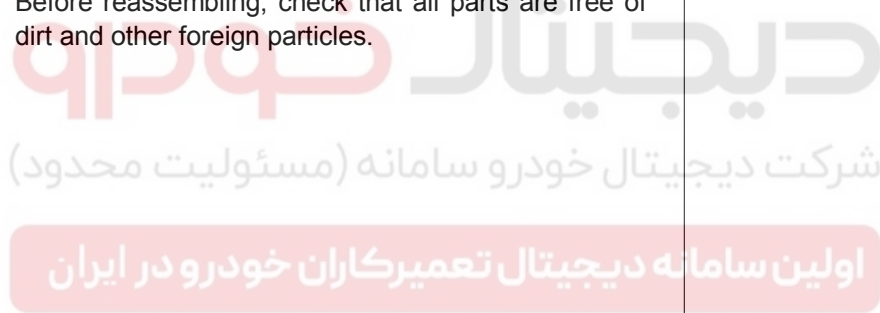 Before reassembling, check that all parts are free of
dirt and other foreign particles.
دیجیتال خودرو
شرکت دیجیتال خودرو سامانه (مسئولیت محدود)
اولین سامانه دیجیتال تعمیرکاران خودرو در ایران